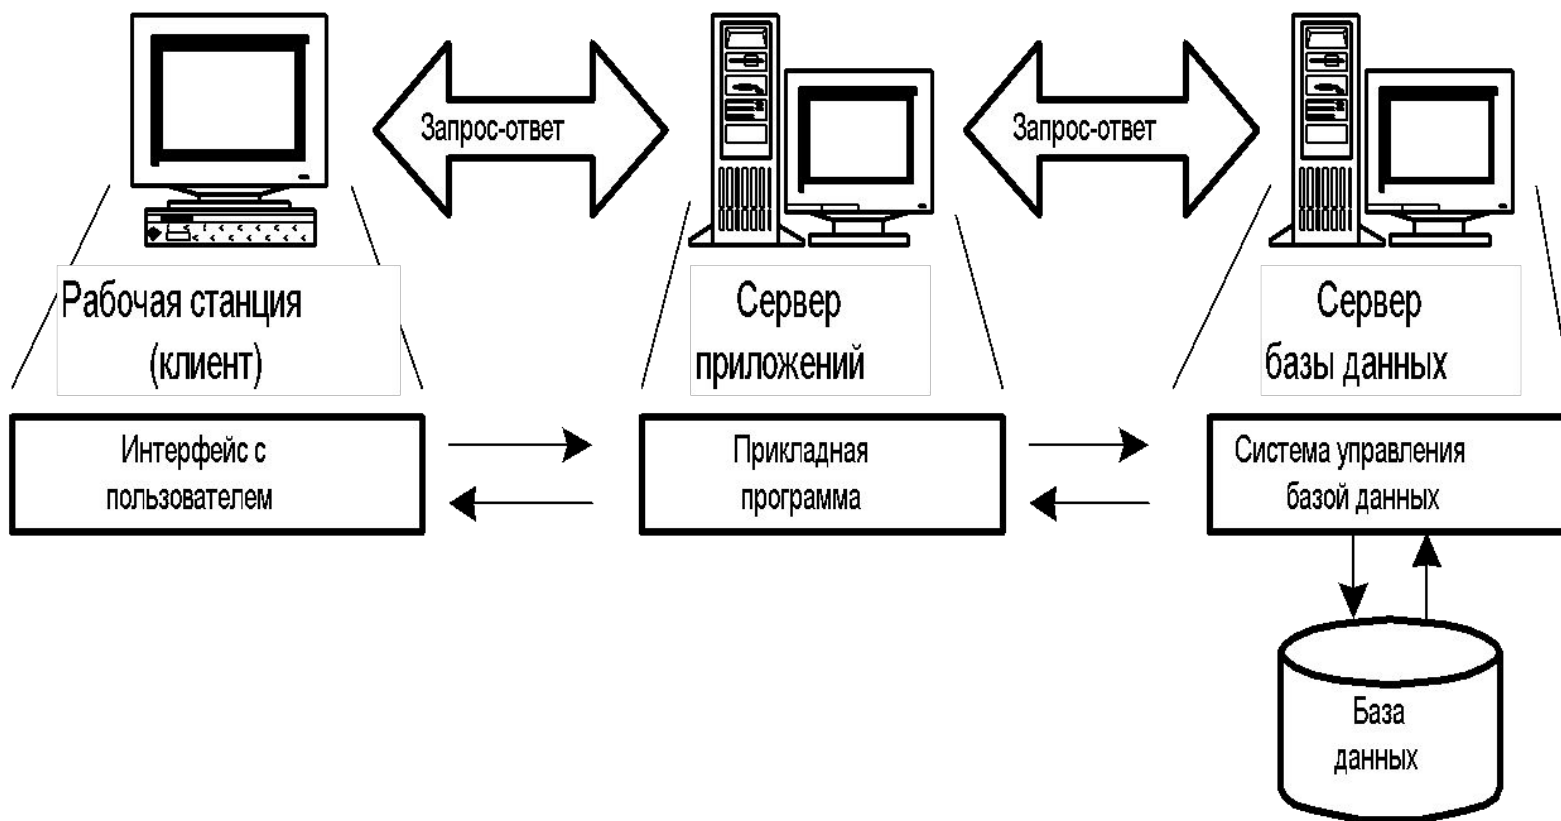 Запрос-ответ
Запрос-ответ
Рабочая станция
(клиент)
Сервер
приложений
Сервер
базы данных
Интерфейс с
пользователем
Прикладная
программа
Система управления
базой данных
База
данных